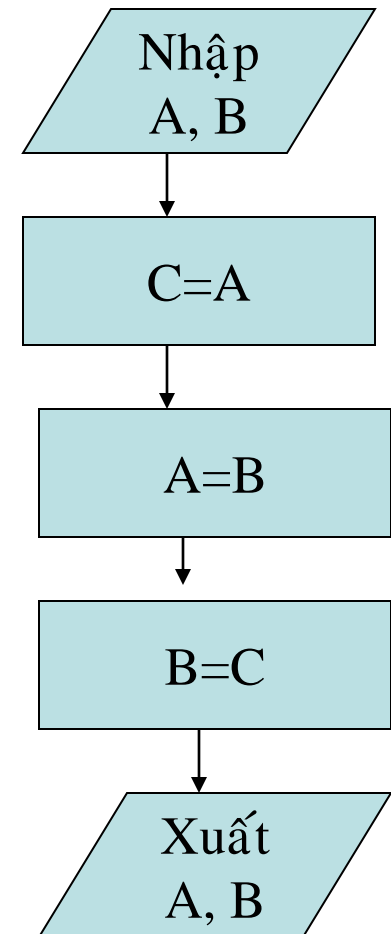 Nhập
A, B
C=A
A=B
B=C
Xuất
A, B